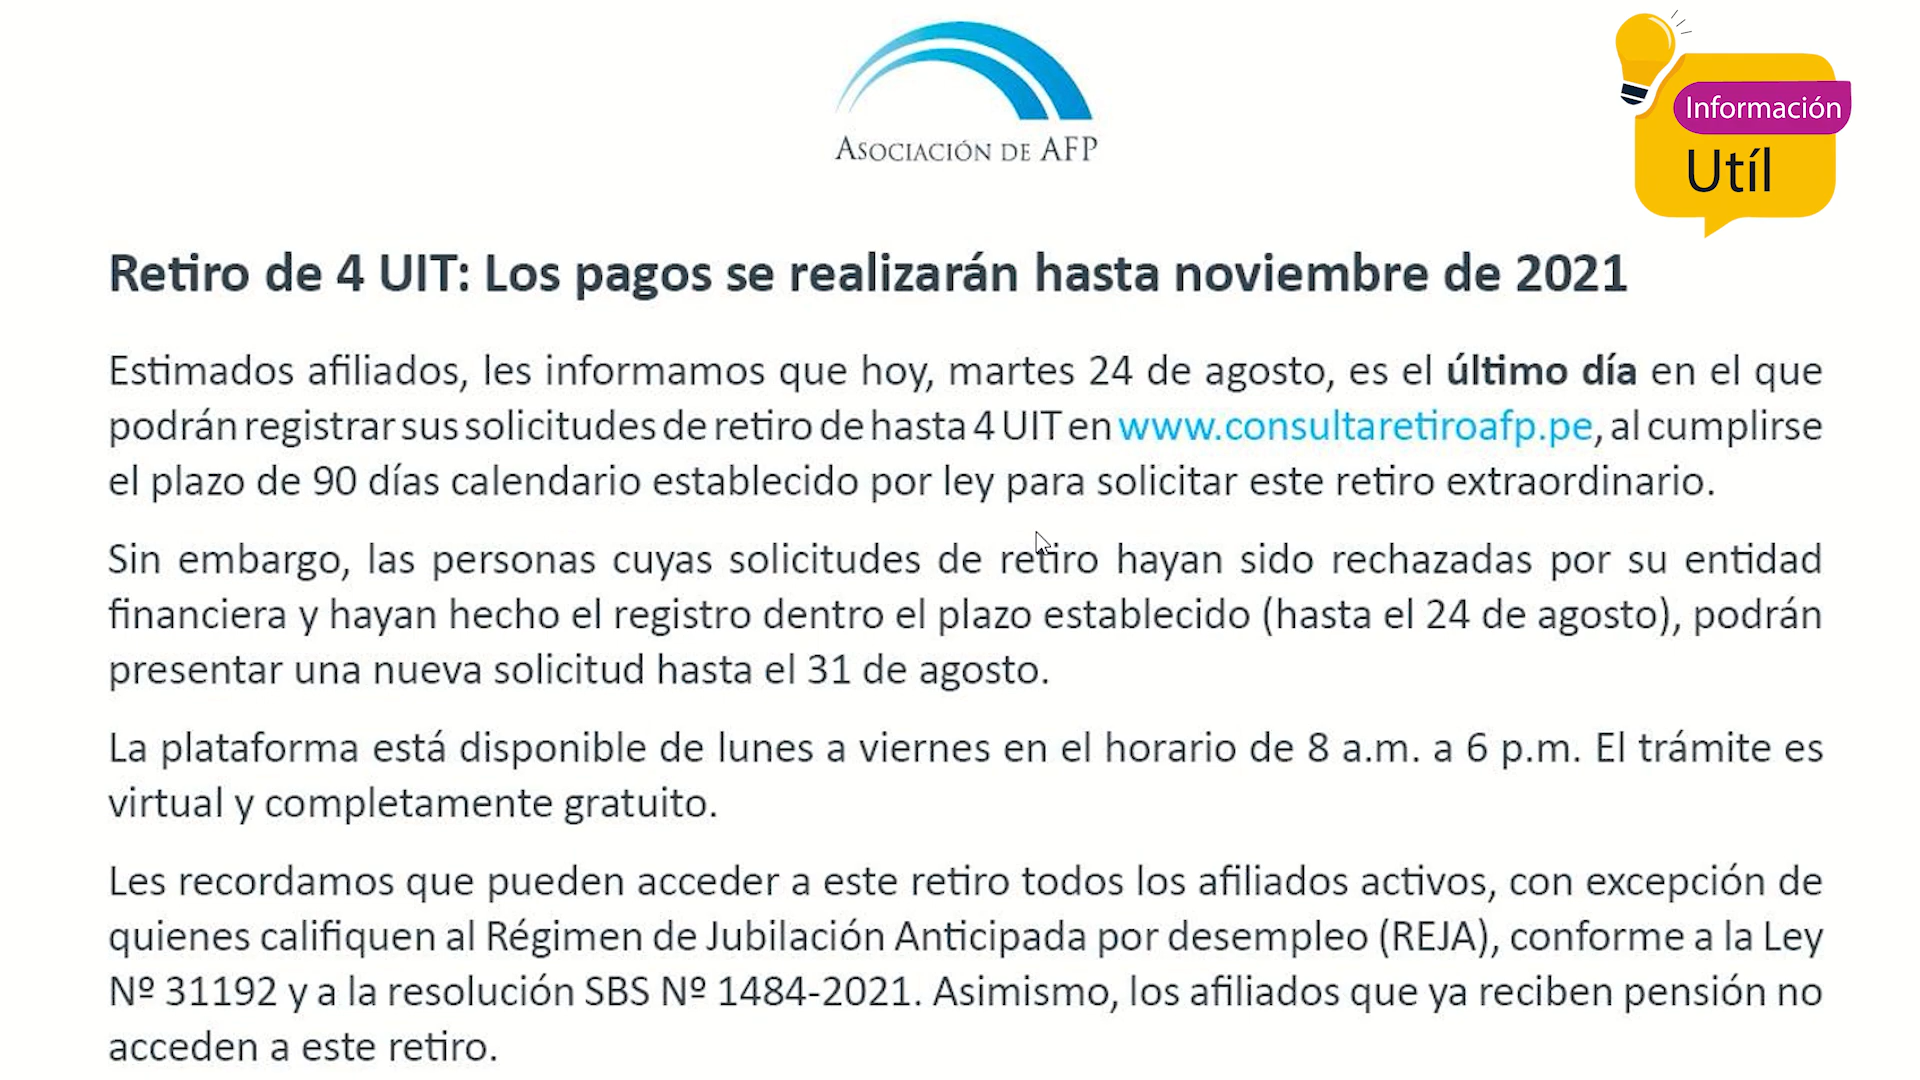 Asociación de AFP
Información
Utíl
Retiro de 4 UIT: Los pagos se realizarán hasta noviembre de 2021
Estimados afiliados, les informamos que hoy, martes 24 de agosto, es el último día en el que
podrán registrar sus solicitudes de retiro de hasta 4 UIT en www.consultaretiroafp.pe, al cumplirse
el plazo de 90 días calendario establecido por ley para solicitar este retiro extraordinario.
Sin embargo, las personas cuyas solicitudes de retiro hayan sido rechazadas por su entidad
financiera y hayan hecho el registro dentro el plazo establecido (hasta el 24 de agosto), podrán
presentar una nueva solicitud hasta el 31 de agosto.
La plataforma está disponible de lunes a viernes en el horario de 8 a.m. a 6 p.m. El trámite es
virtual y completamente gratuito.
Les recordamos que pueden acceder a este retiro todos los afiliados activos, con excepción de
quienes califiquen al Régimen de Jubilación Anticipada por desempleo (REJA), conforme a la Ley
Nº 31192 y a la resolución SBS Nº 1484-2021. Asimismo, los afiliados que ya reciben pensión no
acceden a este retiro.